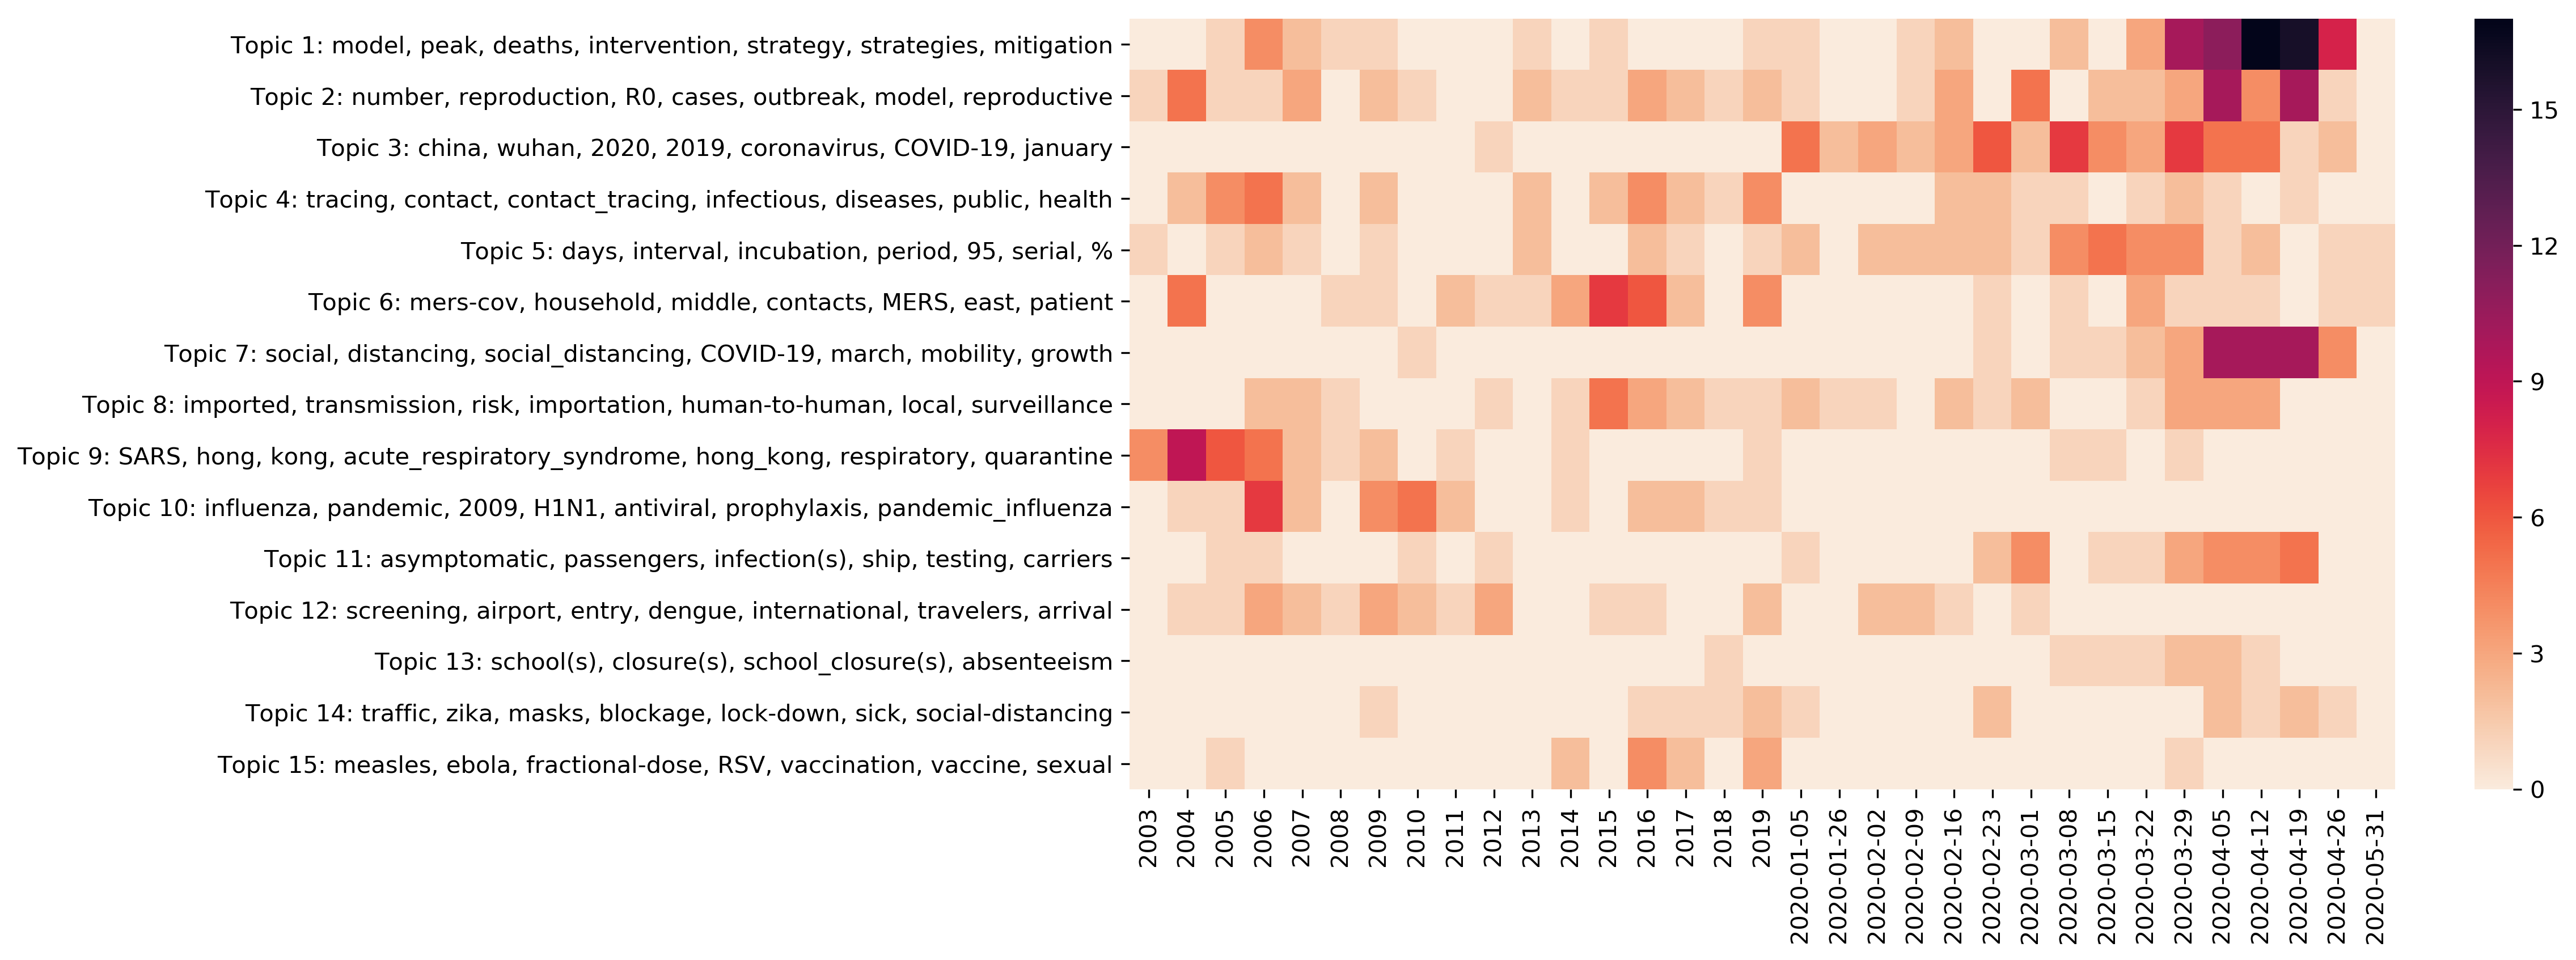 Topic 1: model, peak, deaths, intervention, strategy, strategies, mitigation
Topic 2: number, reproduction, R0, cases, outbreak, model, reproductive
Topic 3: china, wuhan, 2020, 2019, coronavirus, COVID-19, january
Topic 4: tracing, contact, contact_tracing, infectious, diseases, public, health
Topic 5: days, interval, incubation, period, 95, serial, %
Topic 6: mers-cov, household, middle, contacts, MERS, east, patient
Topic 7: social, distancing, social_distancing, COVID-19, march, mobility, growth
Topic 8: imported, transmission, risk, importation, human-to-human, local, surveillance
Topic 9: SARS, hong, kong, acute_respiratory_syndrome, hong_kong, respiratory, quarantine
Topic 10: influenza, pandemic, 2009, H1N1, antiviral, prophylaxis, pandemic_influenza
Topic 11: asymptomatic, passengers, infection(s), ship, testing, carriers
Topic 12: screening, airport, entry, dengue, international, travelers, arrival
Topic 13: school(s), closure(s), school_closure(s), absenteeism
Topic 14: traffic, zika, masks, blockage, lock-down, sick, social-distancing
Topic 15: measles, ebola, fractional-dose, RSV, vaccination, vaccine, sexual
2003
2004
2005
2006
2007
2008
2009
2010
2011
2012
2013
2014
2015
2016
2017
2018
2019
2020-01-05
2020-01-26
2020-02-02
2020-02-09
2020-02-16
2020-02-23
2020-03-01
2020-03-08
2020-03-15
2020-03-22
2020-03-29
2020-04-05
2020-04-12
2020-04-19
2020-04-26
2020-05-31
15
12
9
6
3
0